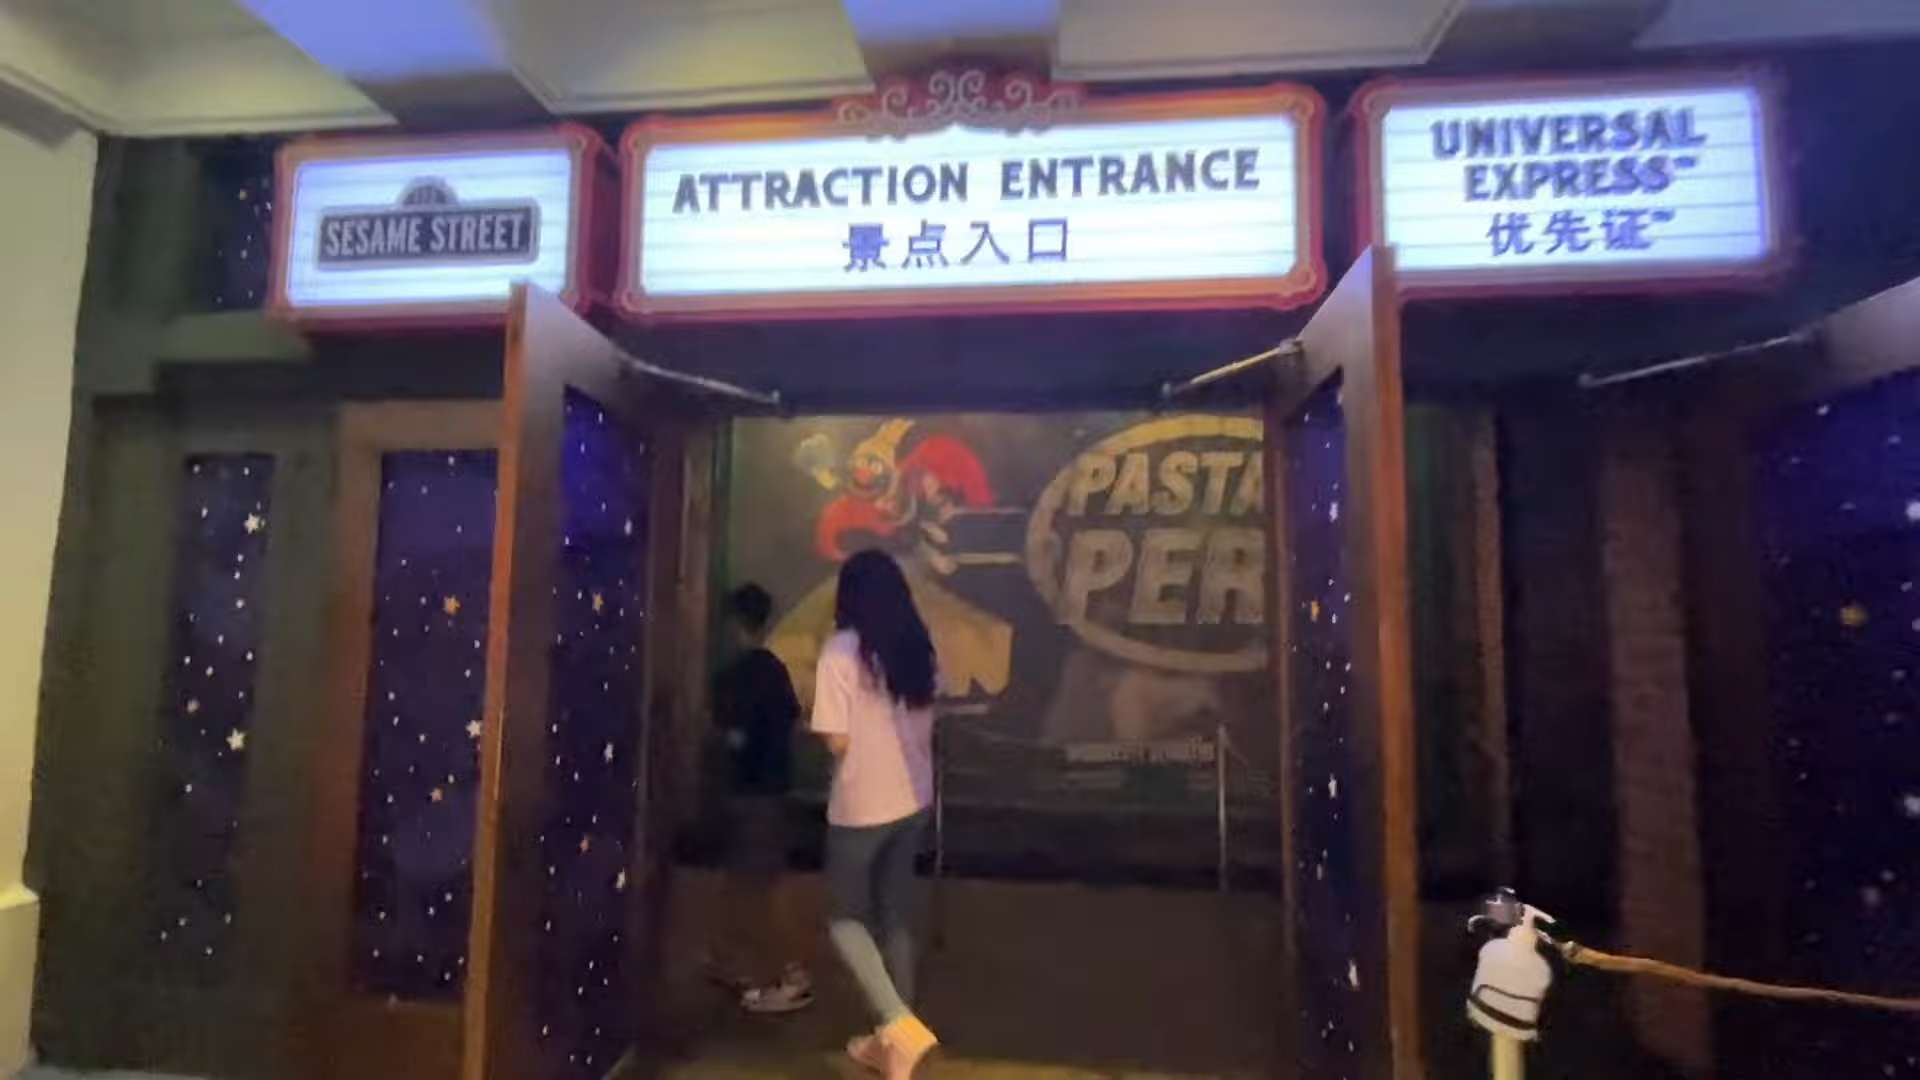 SESAME STREET
ATTRACTION ENTRANCE
景点入口
UNIVERSAL
EXPRESS™
优先证™
PASTA
PER